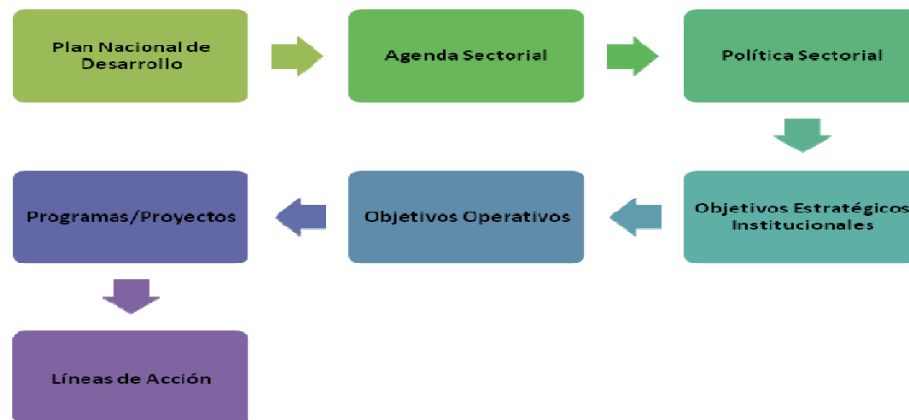 Plan Nacional de
Desarrollo
Agenda Sectorial
Política Sectorial
Objetivos Estratégicos
Institucionales
Objetivos Operativos
Programas/Proyectos
Líneas de Acción